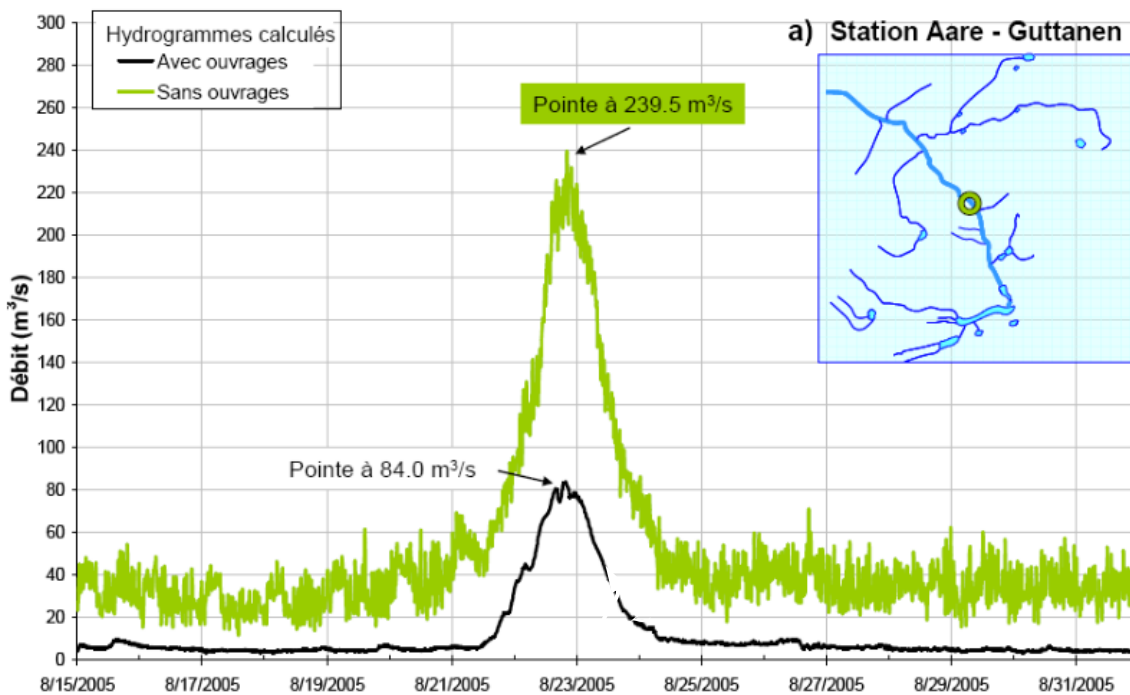 Hydrogrammes calculés
Avec ouvrages
Sans ouvrages
a) Station Aare - Guttanen
Pointe à 239.5 m³/s
Pointe à 84.0 m³/s
Débit (m³/s)
300
280
260
240
220
200
180
160
140
120
100
80
60
40
20
0
8/15/2005 8/17/2005 8/19/2005 8/21/2005 8/23/2005 8/25/2005 8/27/2005 8/29/2005 8/31/2005